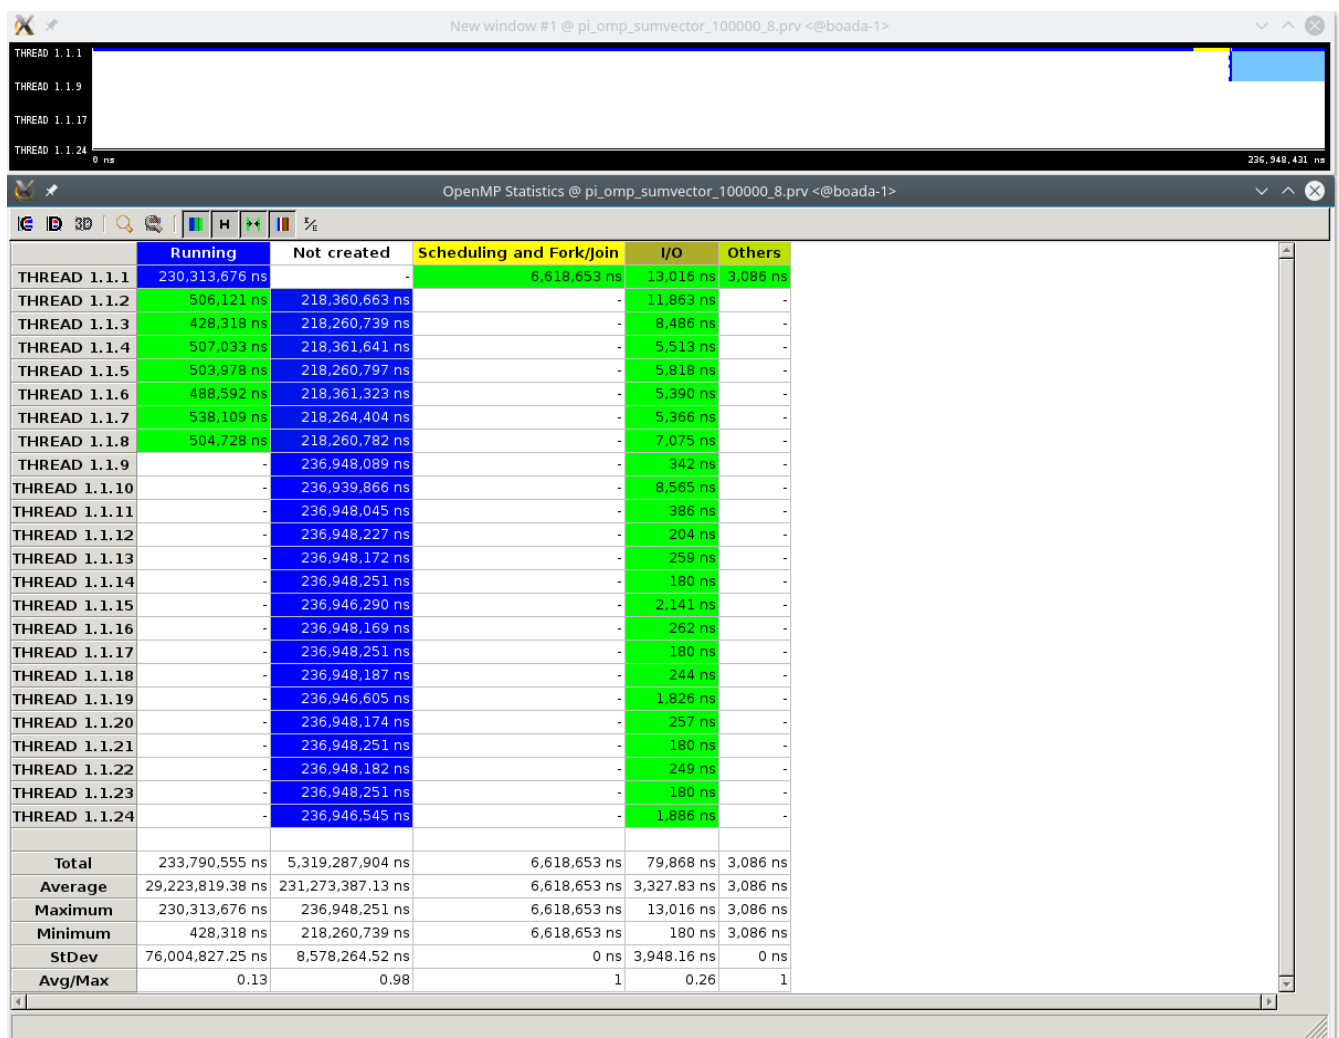 New window #1 @ pi_omp_sumvector_100000_8.prv <@boada-1>
THREAD 1.1.1
THREAD 1.1.9
THREAD 1.1.17
THREAD 1.1.24
0 ns 236,948,431 ns
OpenMP Statistics @ pi_omp_sumvector_100000_8.prv <@boada-1>
3D H
Running Not created Scheduling and Fork/Join I/O Others
THREAD 1.1.1 230,313,676 ns - 6,618,653 ns 13,016 ns 3,086 ns
THREAD 1.1.2 506,121 ns 218,360,663 ns - 11,863 ns -
THREAD 1.1.3 428,318 ns 218,260,739 ns - 8,486 ns -
THREAD 1.1.4 507,033 ns 218,361,641 ns - 5,513 ns -
THREAD 1.1.5 503,978 ns 218,260,797 ns - 5,818 ns -
THREAD 1.1.6 488,592 ns 218,361,323 ns - 5,390 ns -
THREAD 1.1.7 538,109 ns 218,264,404 ns - 5,366 ns -
THREAD 1.1.8 504,728 ns 218,260,782 ns - 7,075 ns -
THREAD 1.1.9 - 236,948,089 ns - 342 ns -
THREAD 1.1.10 - 236,939,866 ns - 8,565 ns -
THREAD 1.1.11 - 236,948,045 ns - 386 ns -
THREAD 1.1.12 - 236,948,227 ns - 204 ns -
THREAD 1.1.13 - 236,948,172 ns - 259 ns -
THREAD 1.1.14 - 236,948,251 ns - 180 ns -
THREAD 1.1.15 - 236,946,290 ns - 2,141 ns -
THREAD 1.1.16 - 236,948,169 ns - 262 ns -
THREAD 1.1.17 - 236,948,251 ns - 180 ns -
THREAD 1.1.18 - 236,948,187 ns - 244 ns -
THREAD 1.1.19 - 236,946,605 ns - 1,826 ns -
THREAD 1.1.20 - 236,948,174 ns - 257 ns -
THREAD 1.1.21 - 236,948,251 ns - 180 ns -
THREAD 1.1.22 - 236,948,182 ns - 249 ns -
THREAD 1.1.23 - 236,948,251 ns - 180 ns -
THREAD 1.1.24 - 236,946,545 ns - 1,886 ns -
Total 233,790,555 ns 5,319,287,904 ns 6,618,653 ns 79,868 ns 3,086 ns
Average 29,223,819.38 ns 231,273,387.13 ns 6,618,653 ns 3,327.83 ns 3,086 ns
Maximum 230,313,676 ns 236,948,251 ns 6,618,653 ns 13,016 ns 3,086 ns
Minimum 428,318 ns 218,260,739 ns 6,618,653 ns 180 ns 3,086 ns
StDev 76,004,827.25 ns 8,578,264.52 ns 0 ns 3,948.16 ns 0 ns
Avg/Max 0.13 0.98 1 0.26 1